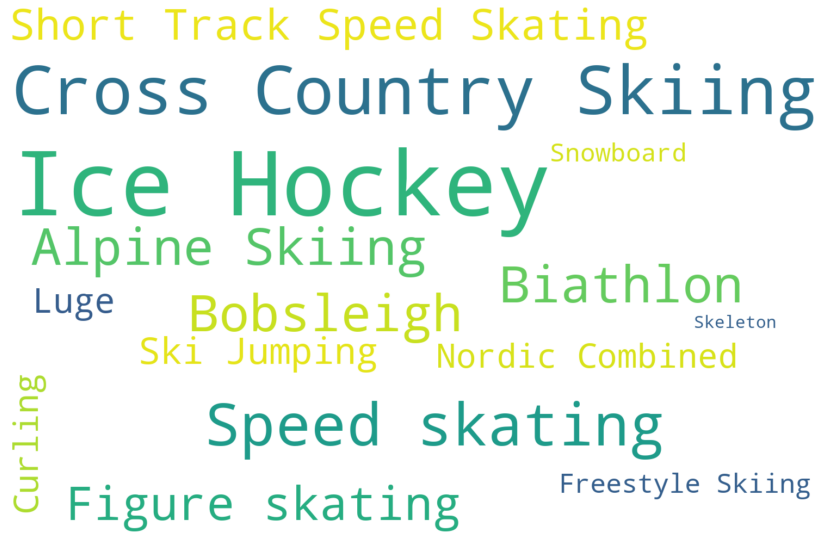 Short Track Speed Skating
Cross Country Skiing
Ice Hockey
Snowboard
Alpine Skiing
Biathlon
Luge
Bobsleigh
Skeleton
Ski Jumping
Nordic Combined
Curling
Speed skating
Figure skating
Freestyle Skiing